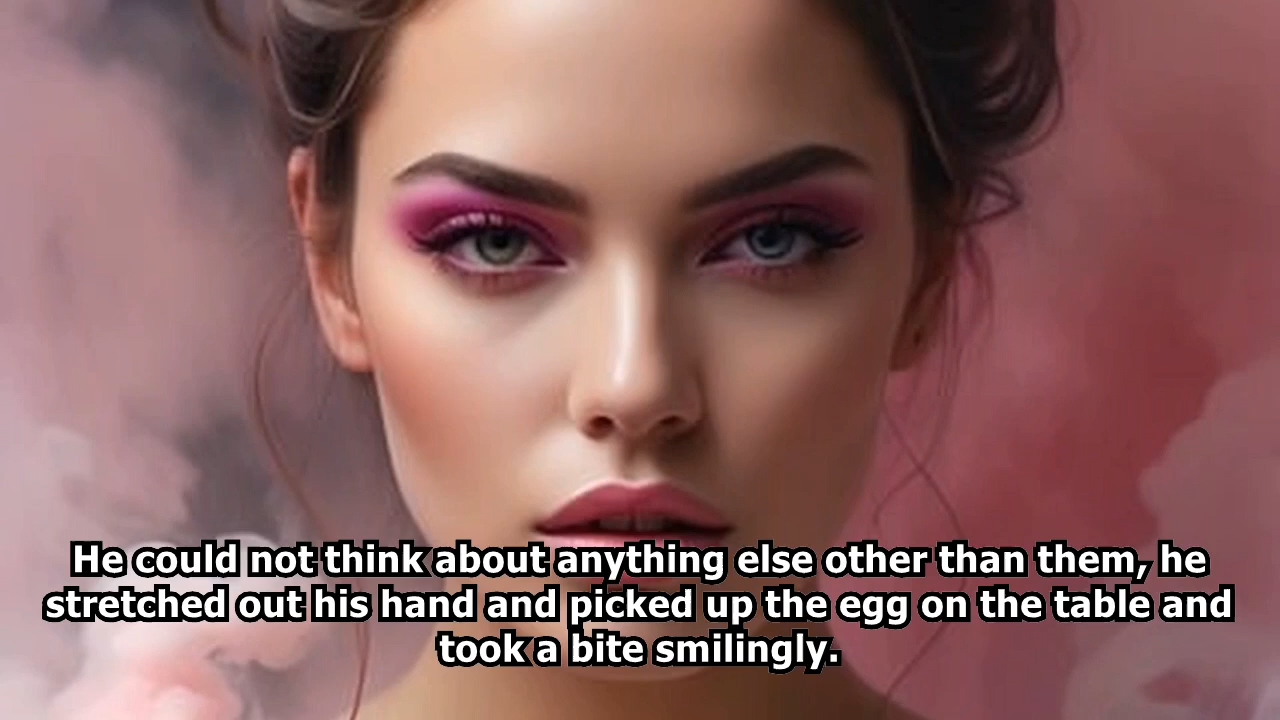 He could not think about anything else other than them, he
stretched out his hand and picked up the egg on the table and
took a bite smilingly.